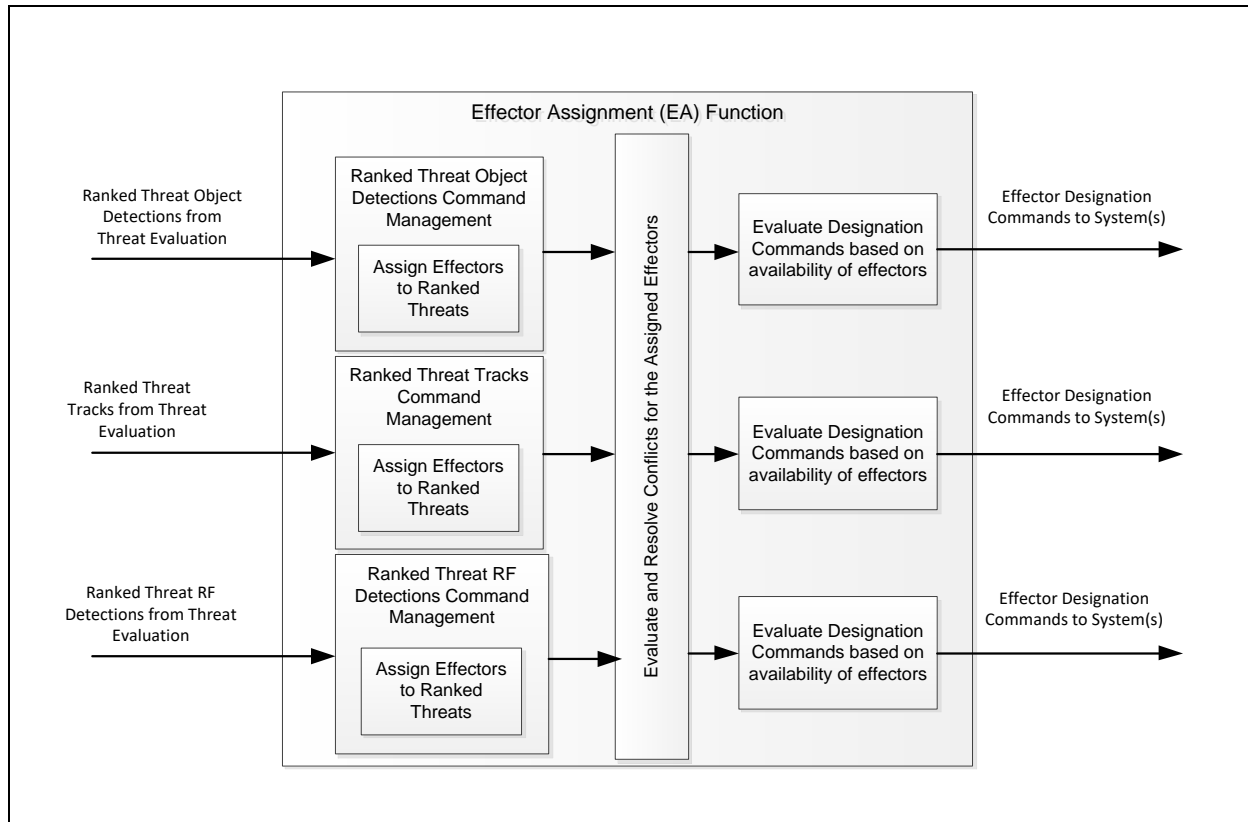 Effector Assignment (EA) Function
Ranked Threat Object
Detections from
Threat Evaluation
Ranked Threat Object
Detections Command
Management
Assign Effectors
to Ranked
Threats
Ranked Threat
Tracks from Threat
Evaluation
Ranked Threat Tracks
Command
Management
Assign Effectors
to Ranked
Threats
Ranked Threat RF
Detections from Threat
Evaluation
Ranked Threat RF
Detections Command
Management
Assign Effectors
to Ranked
Threats
Evaluate and Resolve Conflicts for the Assigned Effectors
Evaluate Designation
Commands based on
availability of effectors
Effector Designation
Commands to System(s)
Evaluate Designation
Commands based on
availability of effectors
Effector Designation
Commands to System(s)
Evaluate Designation
Commands based on
availability of effectors
Effector Designation
Commands to System(s)